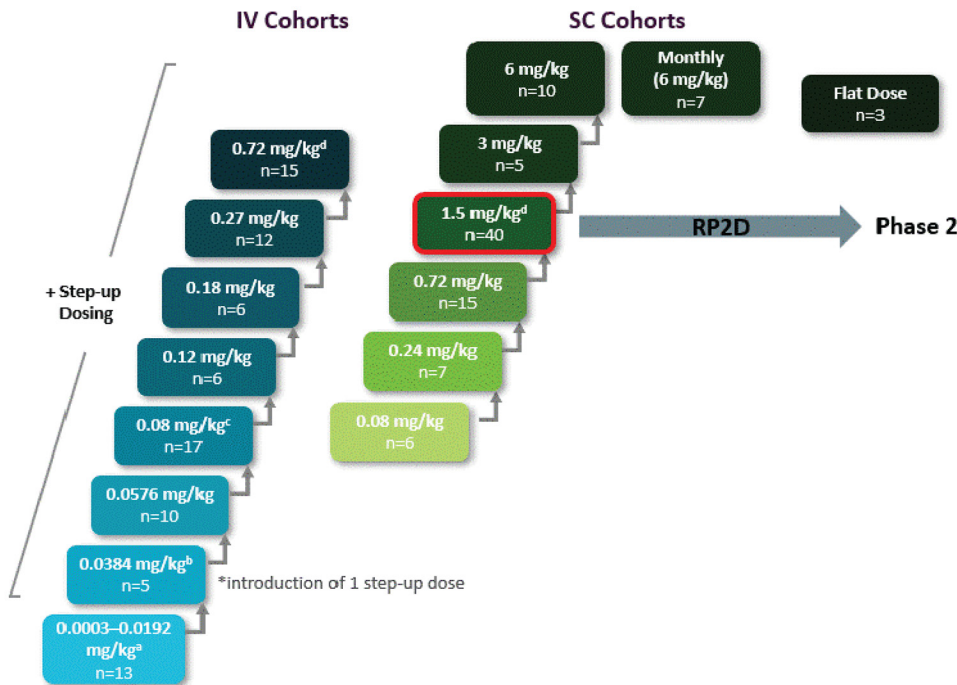 IV Cohorts
SC Cohorts
6 mg/kg
n=10
Monthly
(6 mg/kg)
n=7
Flat Dose
n=3
3 mg/kg
n=5
1.5 mg/kgᵈ
n=40
RP2D
Phase 2
0.72 mg/kg
n=15
0.24 mg/kg
n=7
0.08 mg/kg
n=6
+ Step-up
Dosing
0.72 mg/kgᵈ
n=15
0.27 mg/kg
n=12
0.18 mg/kg
n=6
0.12 mg/kg
n=6
0.08 mg/kgᶜ
n=17
0.0576 mg/kg
n=10
0.0384 mg/kgᵇ
n=5
*introduction of 1 step-up dose
0.0003–0.0192
mg/kgᵃ
n=13